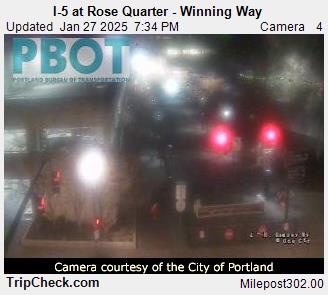 I-5 at Rose Quarter - Winning Way
Updated Jan 27 2025 7:34 PM Camera 4
PBOT
PORTLAND BUREAU OF TRANSPORTATION
Camera courtesy of the City of Portland
TripCheck.com Milepost302.00